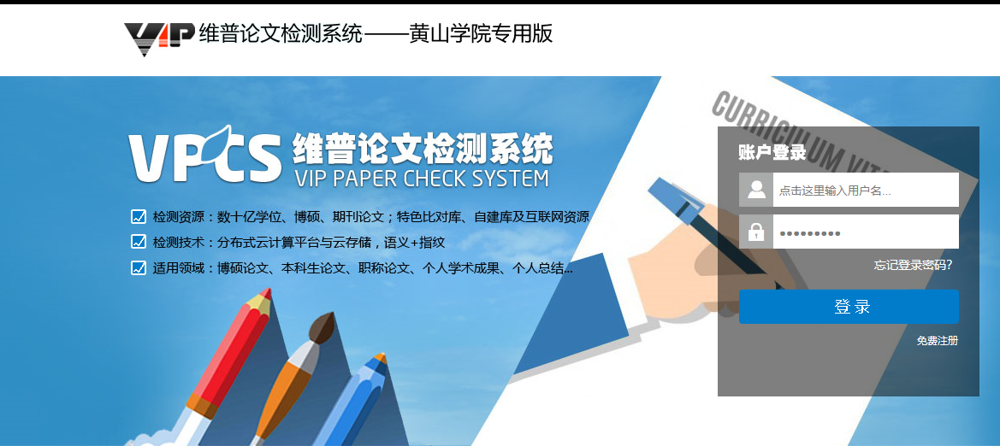 VIP 维普论文检测系统——黄山学院专用版
CURRICIULUM VITAE
VPCS 维普论文检测系统
VIP PAPER CHECK SYSTEM
检测资源：数十亿学位、博硕、期刊论文；特色比对库、自建库及互联网资源
检测技术：分布式云计算平台与云存储，语义+指纹
适用领域：博硕论文、本科生论文、职称论文、个人学术成果、个人总结...
账户登录
点击这里输入用户名...
•••••••••
忘记登录密码?
登 录
免费注册